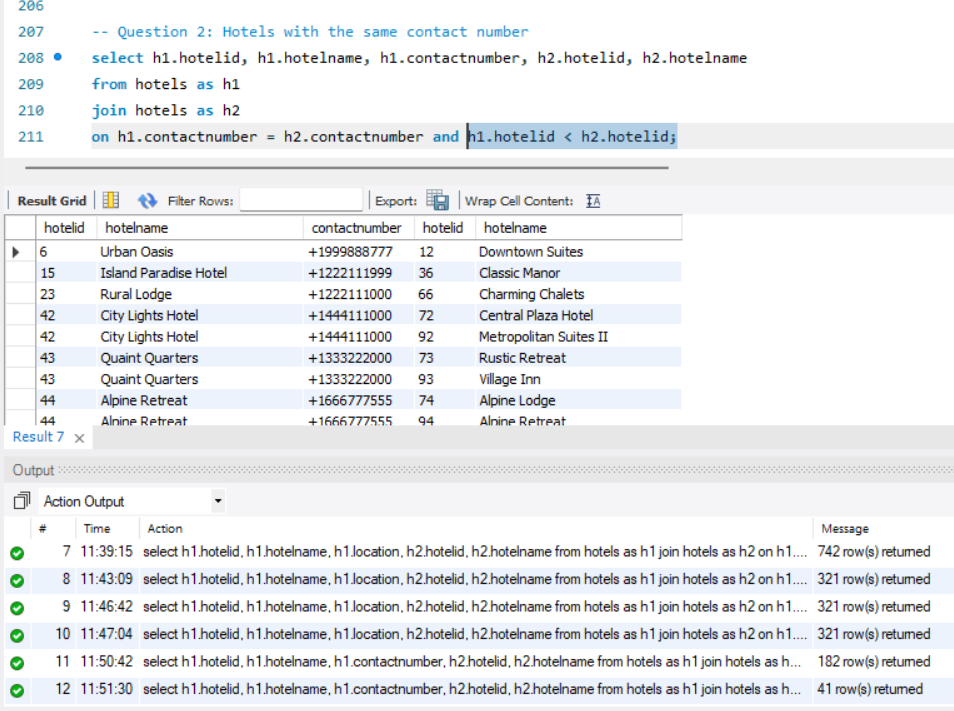 206
207 -- Question 2: Hotels with the same contact number
208 select h1.hotelid, h1.hotelname, h1.contactnumber, h2.hotelid, h2.hotelname
209 from hotels as h1
210 join hotels as h2
211 on h1.contactnumber = h2.contactnumber and h1.hotelid < h2.hotelid;
Result Grid Filter Rows: Export: Wrap Cell Content: IA
hotelid hotelname contactnumber hotelid hotelname
6 Urban Oasis +1999888777 12 Downtown Suites
15 Island Paradise Hotel +1222111999 36 Classic Manor
23 Rural Lodge +1222111000 66 Charming Chalets
42 City Lights Hotel +1444111000 72 Central Plaza Hotel
42 City Lights Hotel +1444111000 92 Metropolitan Suites II
43 Quaint Quarters +1333222000 73 Rustic Retreat
43 Quaint Quarters +1333222000 93 Village Inn
44 Alpine Retreat +1666777555 74 Alpine Lodge
44 Alpine Retreat +1666777555 94 Alpine Retreat
Result 7
Output
Action Output
# Time Action Message
7 11:39:15 select h1.hotelid, h1.hotelname, h1.location, h2.hotelid, h2.hotelname from hotels as h1 join hotels as h2 on h1.... 742 row(s) returned
8 11:43:09 select h1.hotelid, h1.hotelname, h1.location, h2.hotelid, h2.hotelname from hotels as h1 join hotels as h2 on h1.... 321 row(s) returned
9 11:46:42 select h1.hotelid, h1.hotelname, h1.location, h2.hotelid, h2.hotelname from hotels as h1 join hotels as h2 on h1.... 321 row(s) returned
10 11:47:04 select h1.hotelid, h1.hotelname, h1.location, h2.hotelid, h2.hotelname from hotels as h1 join hotels as h2 on h1.... 321 row(s) returned
11 11:50:42 select h1.hotelid, h1.hotelname, h1.contactnumber, h2.hotelid, h2.hotelname from hotels as h1 join hotels as h... 182 row(s) returned
12 11:51:30 select h1.hotelid, h1.hotelname, h1.contactnumber, h2.hotelid, h2.hotelname from hotels as h1 join hotels as h... 41 row(s) returned